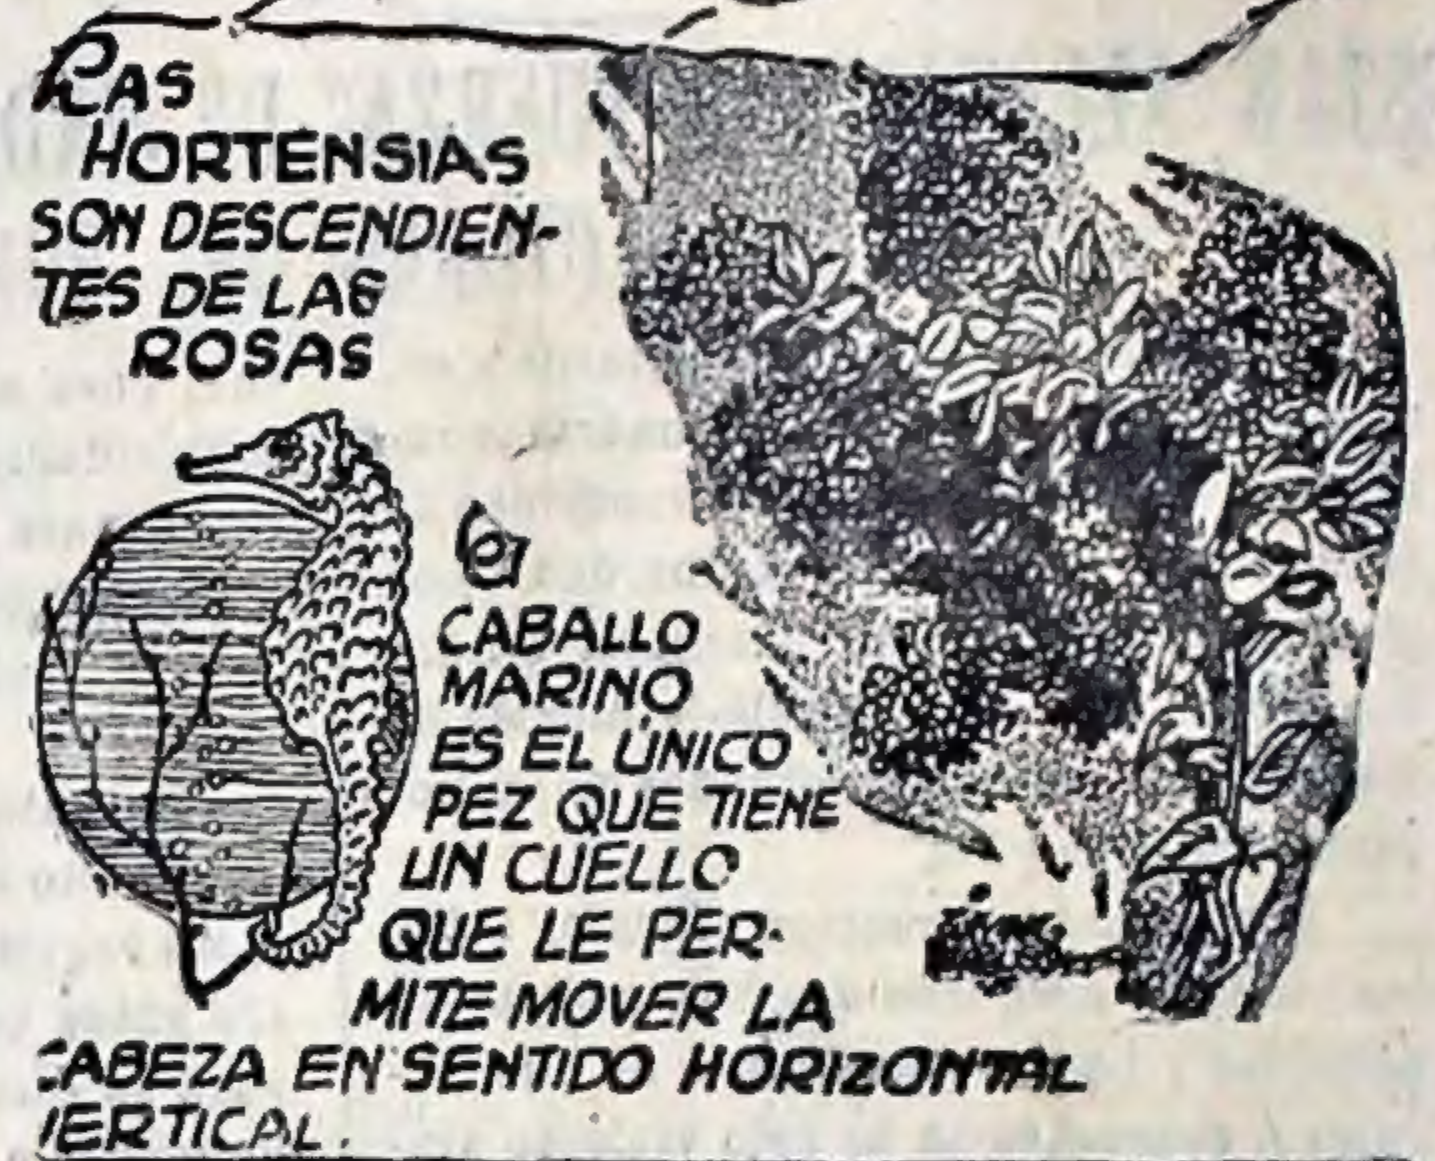 LAS
HORTENSIAS
SON DESCENDIEN-
TES DE LAS
ROSAS
El
CABALLO
MARINO
ES EL ÚNICO
PEZ QUE TIENE
UN CUELLO
QUE LE PER-
MITE MOVER LA
CABEZA EN SENTIDO HORIZONTAL
VERTICAL.